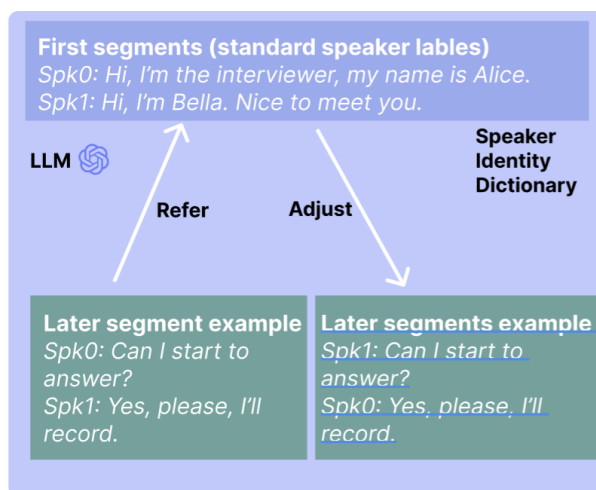 First segments (standard speaker lables)
Spk0: Hi, I'm the interviewer, my name is Alice.
Spk1: Hi, I'm Bella. Nice to meet you.
LLM
Speaker
Identity
Dictionary
Refer
Adjust
Later segment example
Spk0: Can I start to
answer?
Spk1: Yes, please, I'll
record.
Later segments example
Spk1: Can I start to
answer?
Spk0: Yes, please, I'll
record.